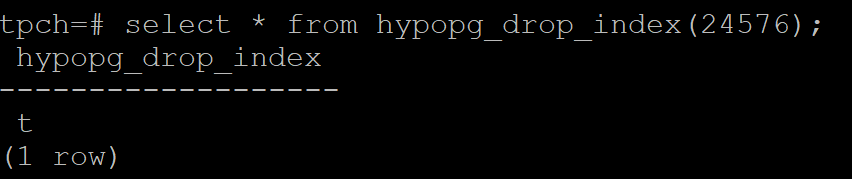 tpch=# select * from hypopg_drop_index(24576);
hypopg_drop_index
-------------------
t
(1 row)